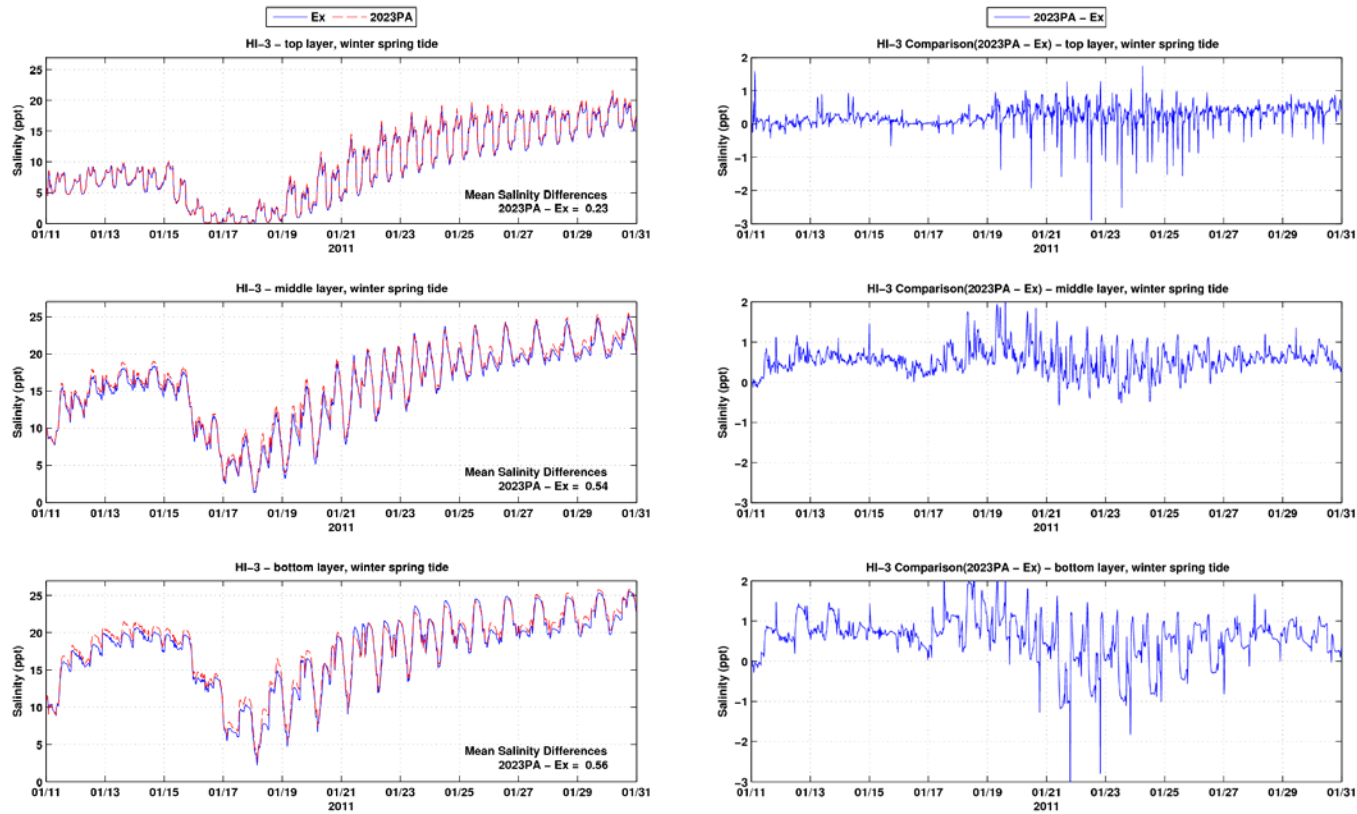 Ex 2023PA
HI-3 - top layer, winter spring tide
Salinity (ppt)
25
20
15
10
5
0
Mean Salinity Differences
2023PA - Ex = 0.23
01/11 01/13 01/15 01/17 01/19 01/21 01/23 01/25 01/27 01/29 01/31
2011
HI-3 - middle layer, winter spring tide
Salinity (ppt)
25
20
15
10
5
0
Mean Salinity Differences
2023PA - Ex = 0.54
01/11 01/13 01/15 01/17 01/19 01/21 01/23 01/25 01/27 01/29 01/31
2011
HI-3 - bottom layer, winter spring tide
Salinity (ppt)
25
20
15
10
5
0
Mean Salinity Differences
2023PA - Ex = 0.56
01/11 01/13 01/15 01/17 01/19 01/21 01/23 01/25 01/27 01/29 01/31
2011
2023PA - Ex
HI-3 Comparison(2023PA - Ex) - top layer, winter spring tide
Salinity (ppt)
2
1
0
-1
-2
-3
01/11 01/13 01/15 01/17 01/19 01/21 01/23 01/25 01/27 01/29 01/31
2011
HI-3 Comparison(2023PA - Ex) - middle layer, winter spring tide
Salinity (ppt)
2
1
0
-1
-2
-3
01/11 01/13 01/15 01/17 01/19 01/21 01/23 01/25 01/27 01/29 01/31
2011
HI-3 Comparison(2023PA - Ex) - bottom layer, winter spring tide
Salinity (ppt)
2
1
0
-1
-2
-3
01/11 01/13 01/15 01/17 01/19 01/21 01/23 01/25 01/27 01/29 01/31
2011